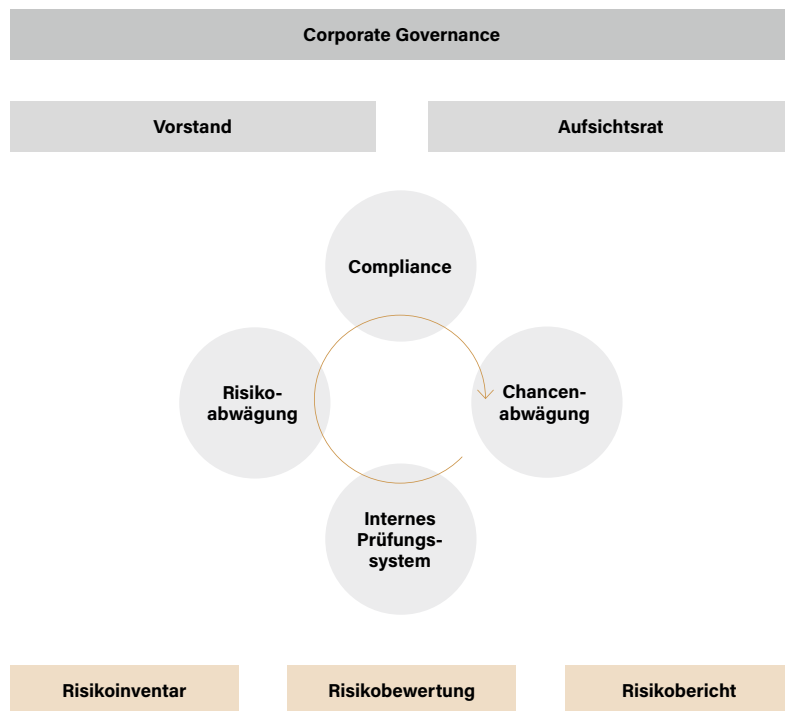 Corporate Governance
Vorstand
Aufsichtsrat
Compliance
Risiko-
abwägung
Chancen-
abwägung
Internes
Prüfungs-
system
Risikoinventar
Risikobewertung
Risikobericht